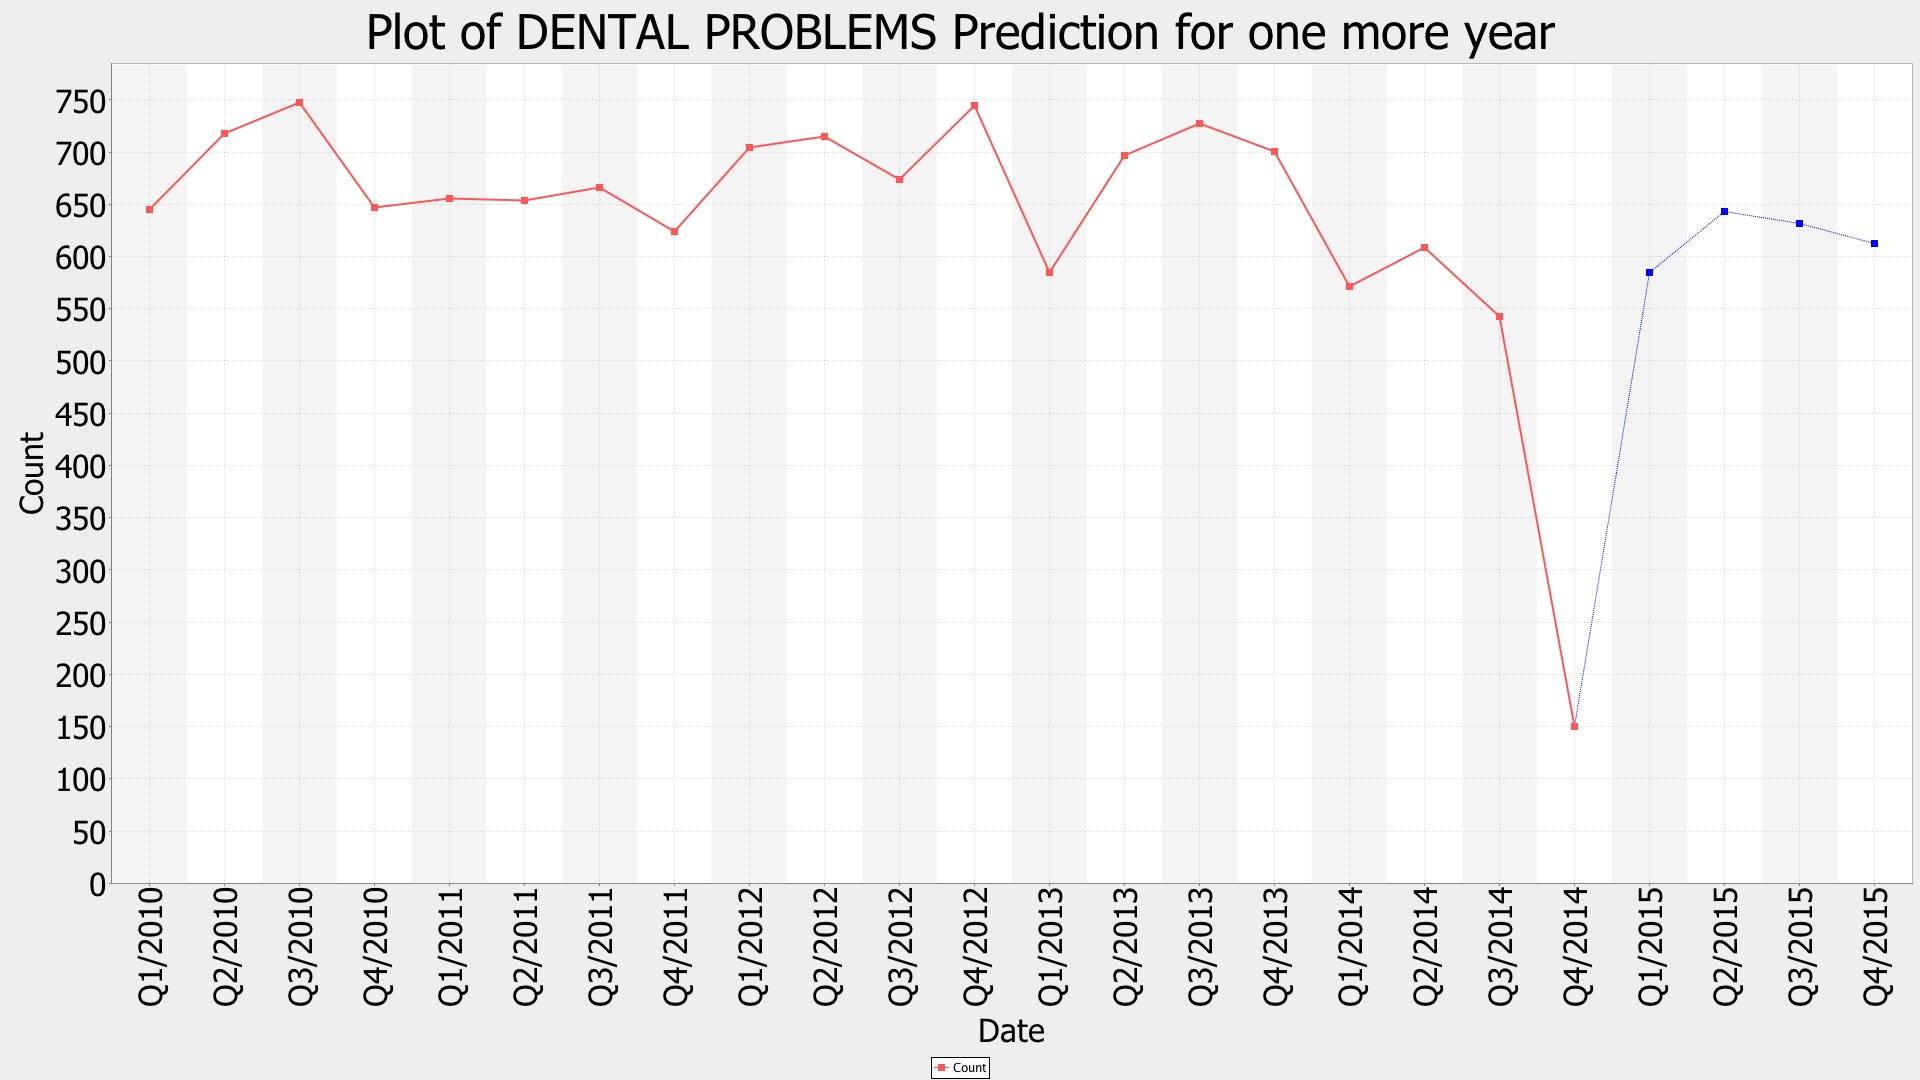 Plot of DENTAL PROBLEMS Prediction for one more year
750
700
650
600
550
500
450
400
350
300
250
200
150
100
50
0
Count
Q1/2010
Q2/2010
Q3/2010
Q4/2010
Q1/2011
Q2/2011
Q3/2011
Q4/2011
Q1/2012
Q2/2012
Q3/2012
Q4/2012
Q1/2013
Q2/2013
Q3/2013
Q4/2013
Q1/2014
Q2/2014
Q3/2014
Q4/2014
Q1/2015
Q2/2015
Q3/2015
Q4/2015
Date
Count